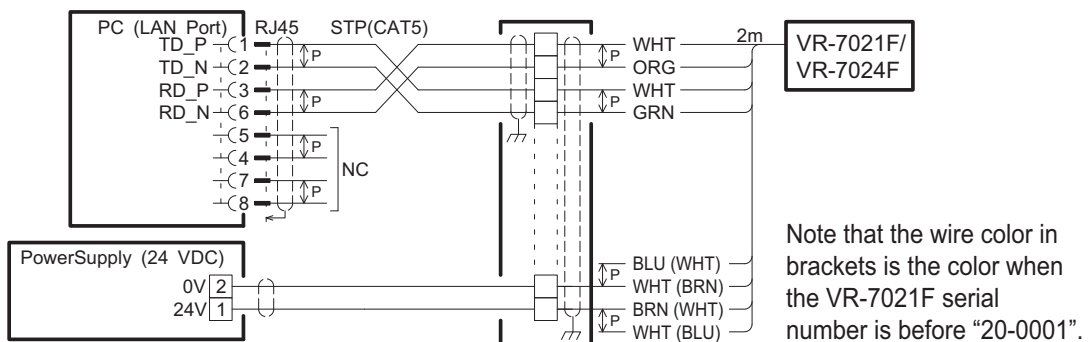 PC (LAN Port) RJ45 STP(CAT5)
TD_P 1 P WHT 2m VR-7021F/
TD_N 2 P ORG VR-7024F
RD_P 3 P WHT
RD_N 6 P GRN
5 P
4 NC
7 P
8
Note that the wire color in
brackets is the color when
the VR-7021F serial
number is before “20-0001”.
PowerSupply (24 VDC)
0V 2
24V 1
BLU (WHT)
P
WHT (BRN)
BRN (WHT)
P
WHT (BLU)